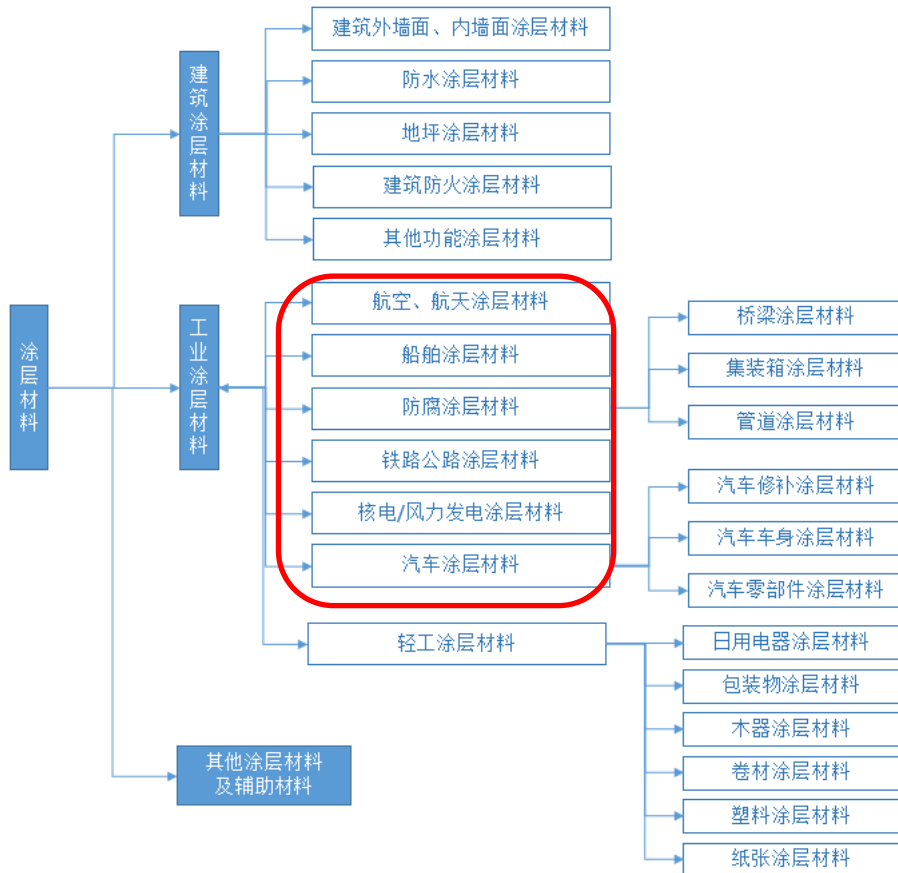 建筑外墙面、内墙面涂层材料
防水涂层材料
地坪涂层材料
建筑防火涂层材料
其他功能涂层材料
建筑涂层材料
涂层材料
工业涂层材料
航空、航天涂层材料
船舶涂层材料
防腐涂层材料
铁路公路涂层材料
核电/风力发电涂层材料
汽车涂层材料
轻工涂层材料
桥梁涂层材料
集装箱涂层材料
管道涂层材料
汽车修补涂层材料
汽车车身涂层材料
汽车零部件涂层材料
日用电器涂层材料
包装物涂层材料
木器涂层材料
卷材涂层材料
塑料涂层材料
纸张涂层材料
其他涂层材料
及辅助材料